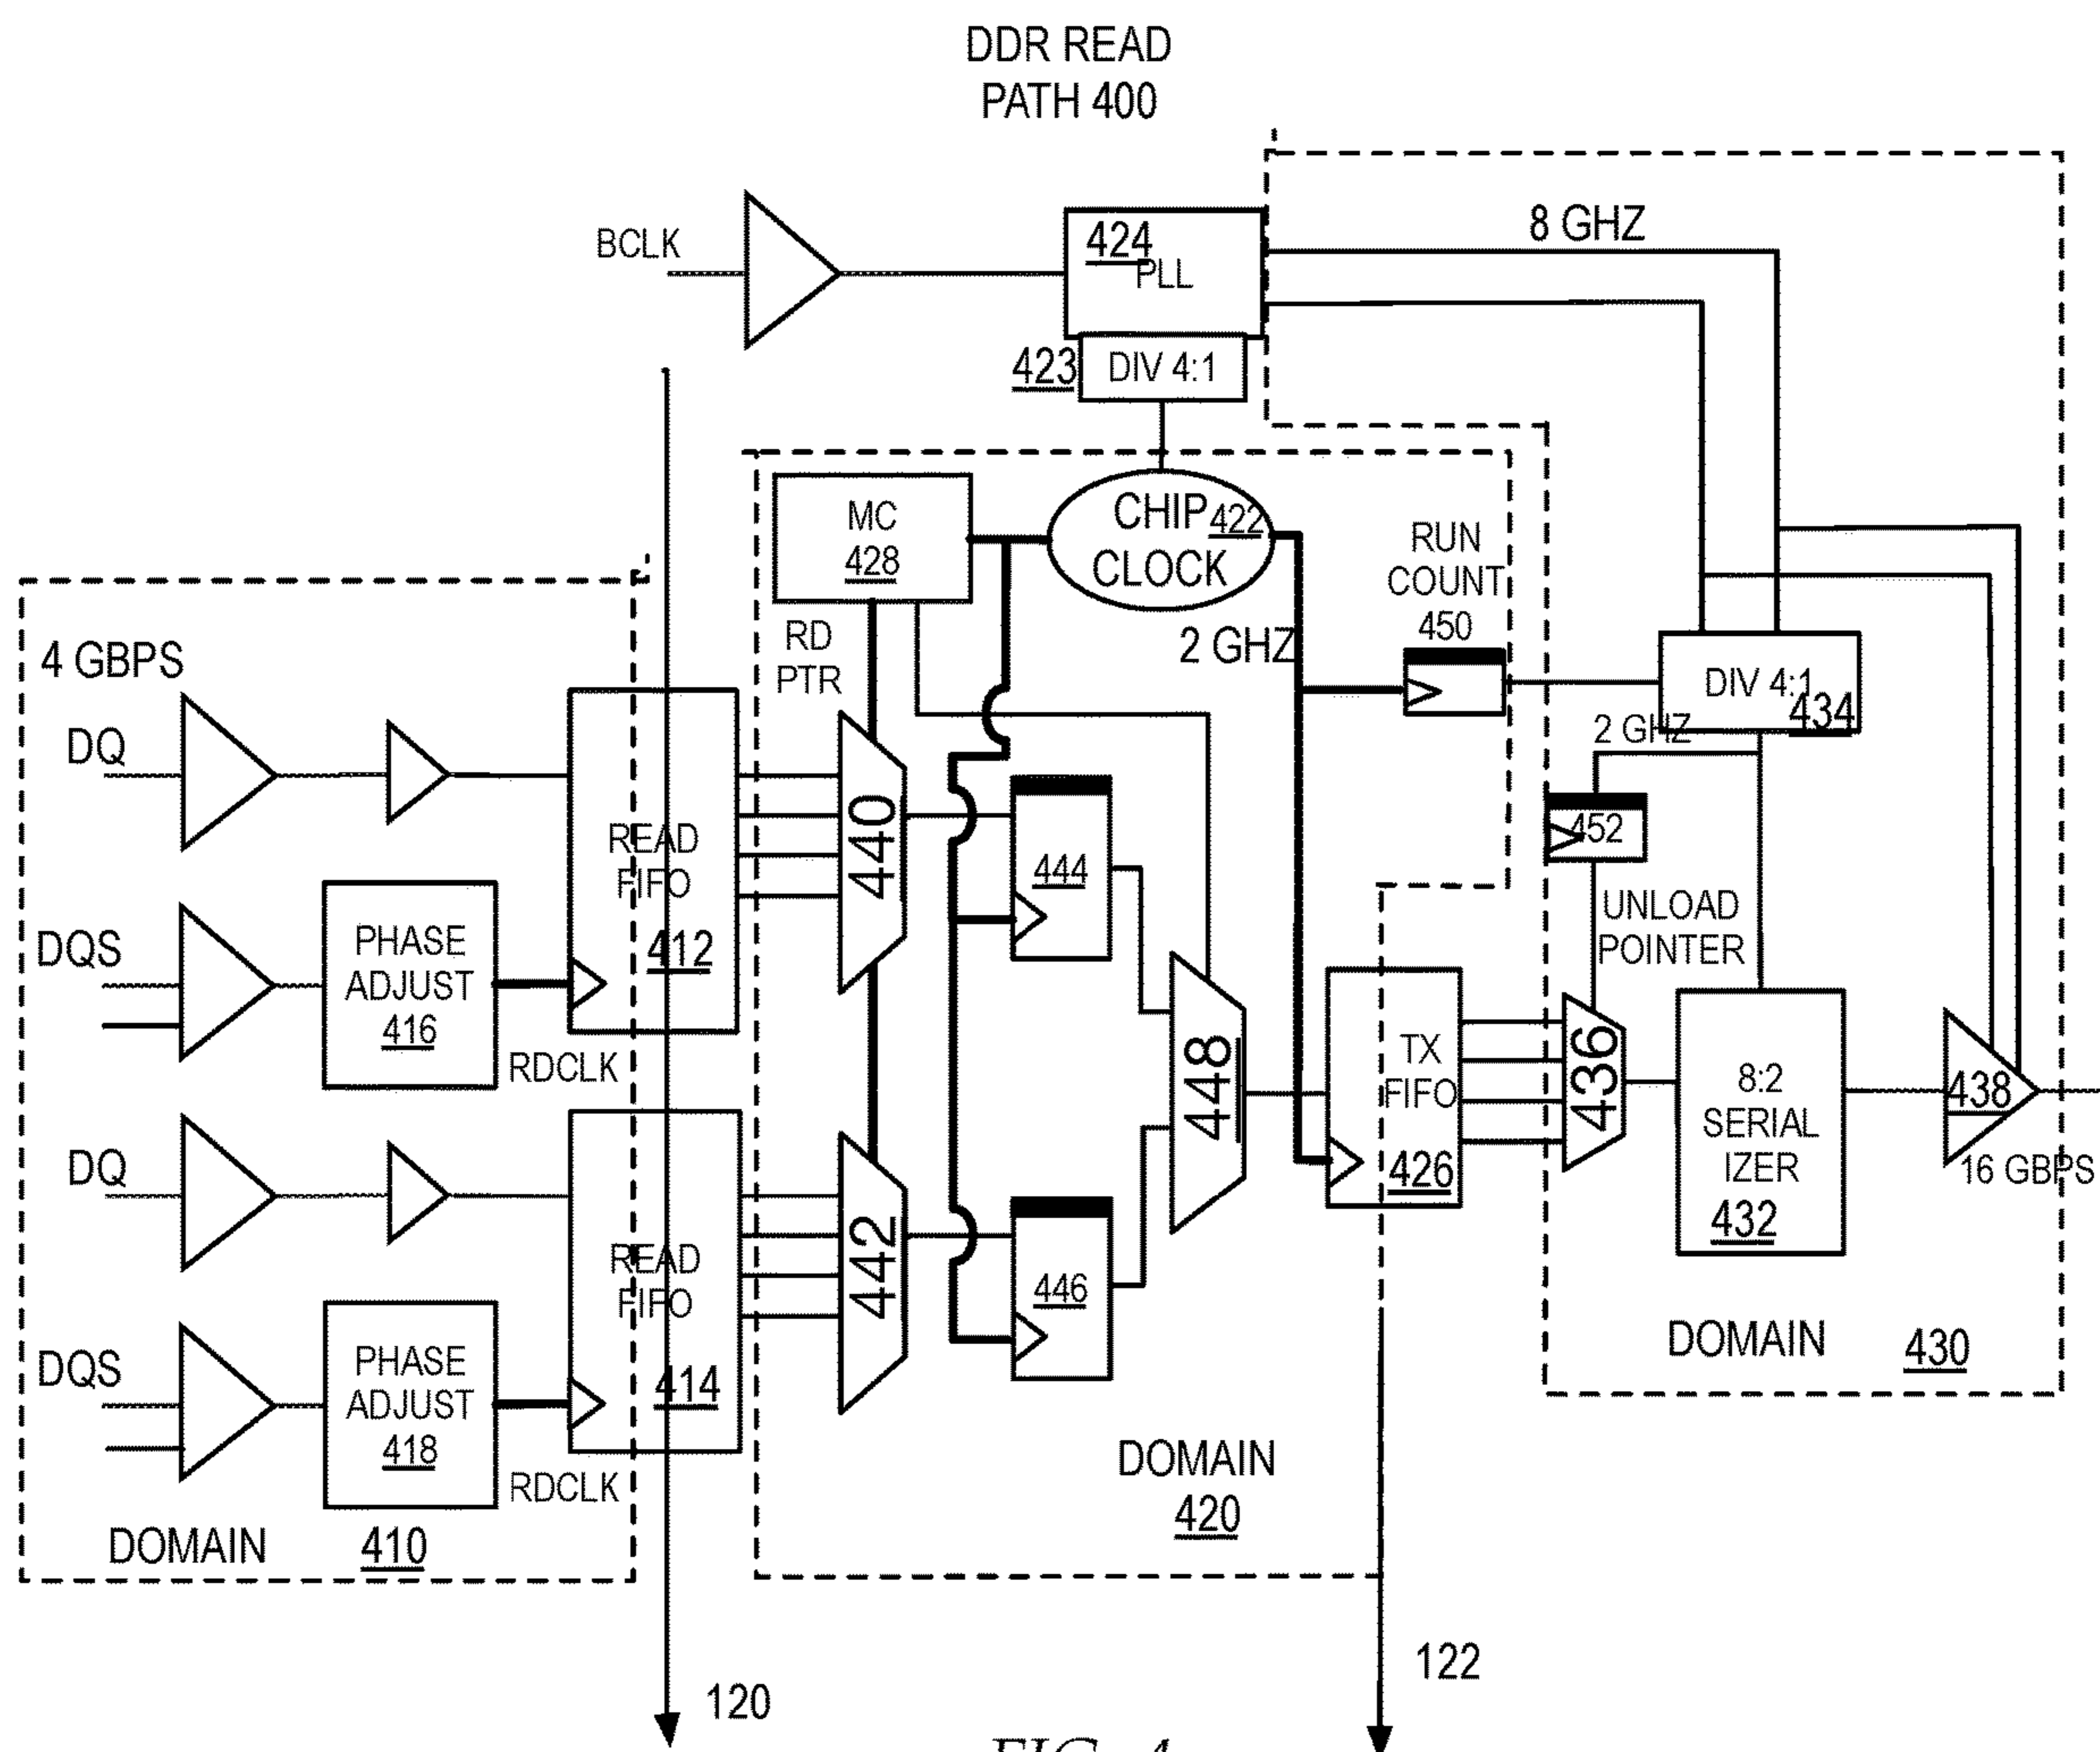 DDR READ
PATH 400
8 GHZ
BCLK
424
PLL
423
DIV 4:1
MC
428
CHIP 422
CLOCK
RUN
COUNT
450
RD
PTR
2 GHZ
4 GBPS
DIV 4:1
434
2 GHZ
DQ
440
452
READ
FIFO
412
444
DQS
PHASE
ADJUST
416
RDCLK
UNLOAD
POINTER
448
TX
FIFO
426
436
8:2
SERIAL
IZER
432
438
16 GBPS
DQ
READ
FIFO
414
442
446
DQS
PHASE
ADJUST
418
RDCLK
DOMAIN 430
DOMAIN
420
DOMAIN 410
122
120
FIG. 4